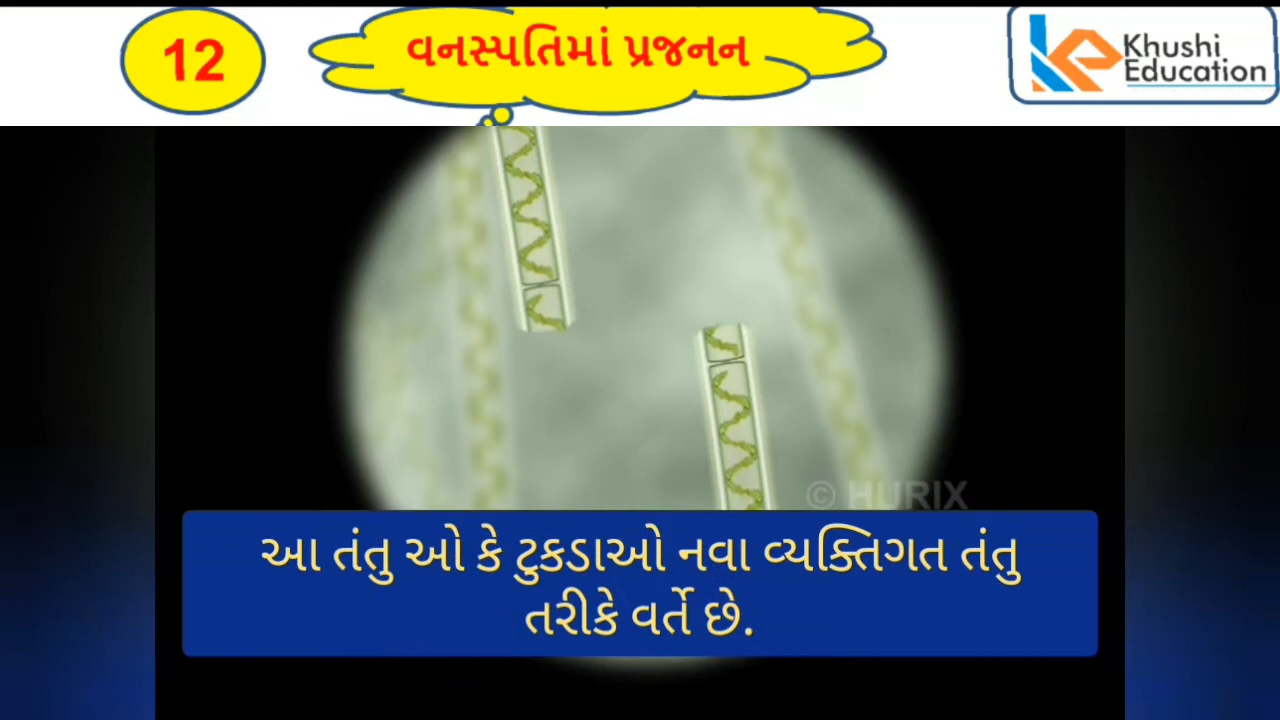 12
વનસ્પતિમાં પ્રજનન
Khushi
Education
© HURIX
આ તંતુ ઓ કે ટુકડાઓ નવા વ્યક્તિગત તંતુ
તરીકે વર્તે છે.